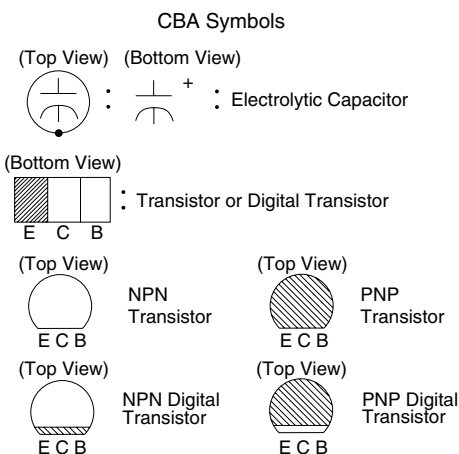 CBA Symbols
(Top View) (Bottom View)
+
: : Electrolytic Capacitor
(Bottom View)
: Transistor or Digital Transistor
E C B
(Top View) (Top View)
NPN PNP
Transistor Transistor
E C B E C B
(Top View) (Top View)
NPN Digital PNP Digital
Transistor Transistor
E C B E C B